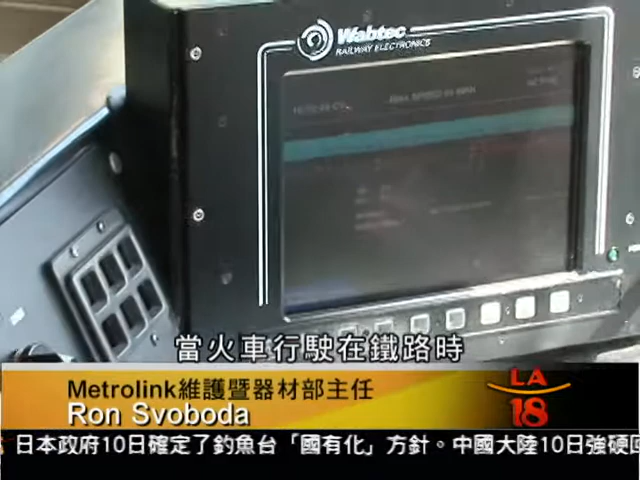 Wabtec
RAILWAY ELECTRONICS
當火車行駛在鐵路時
Metrolink維護暨器材部主任
Ron Svoboda
LA
18
日本政府10日確定了釣魚台「國有化」方針。中國大陸10日強硬回